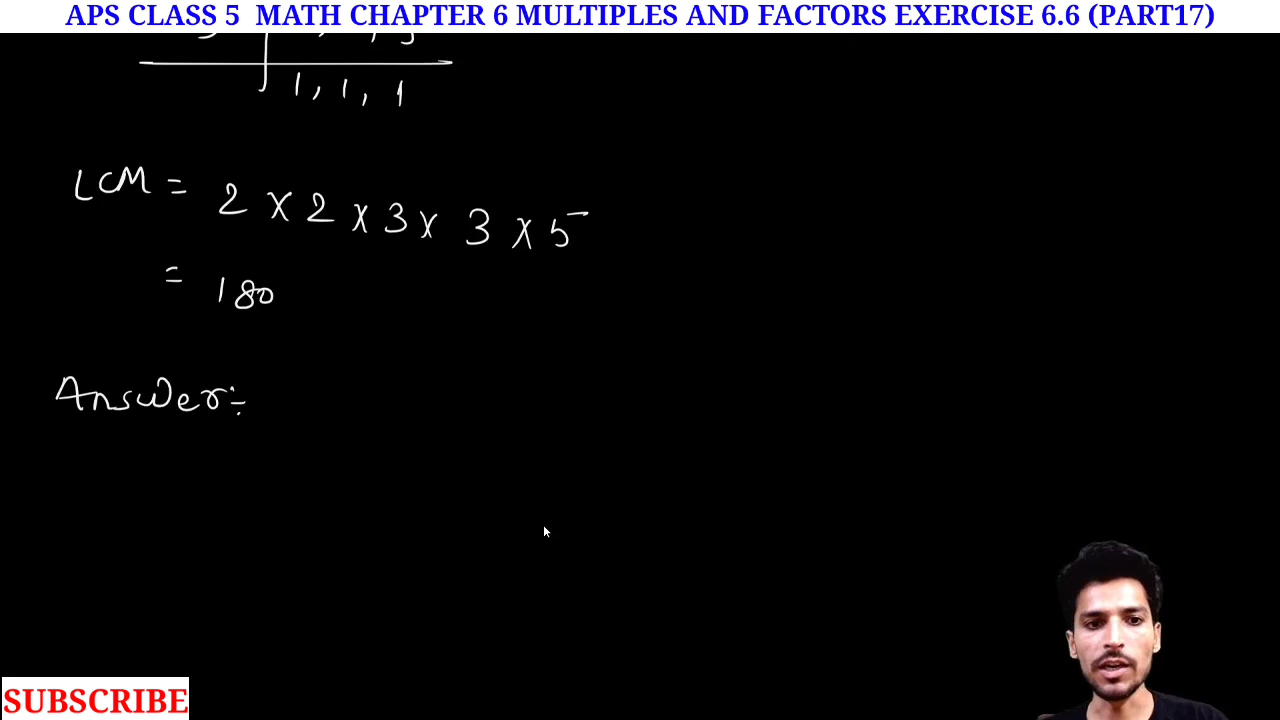 APS CLASS 5 MATH CHAPTER 6 MULTIPLES AND FACTORS EXERCISE 6.6 (PART17)
1, 1, 1
LCM = 2 x 2 x 3 x 3 x 5
= 180
Answer:-
SUBSCRIBE